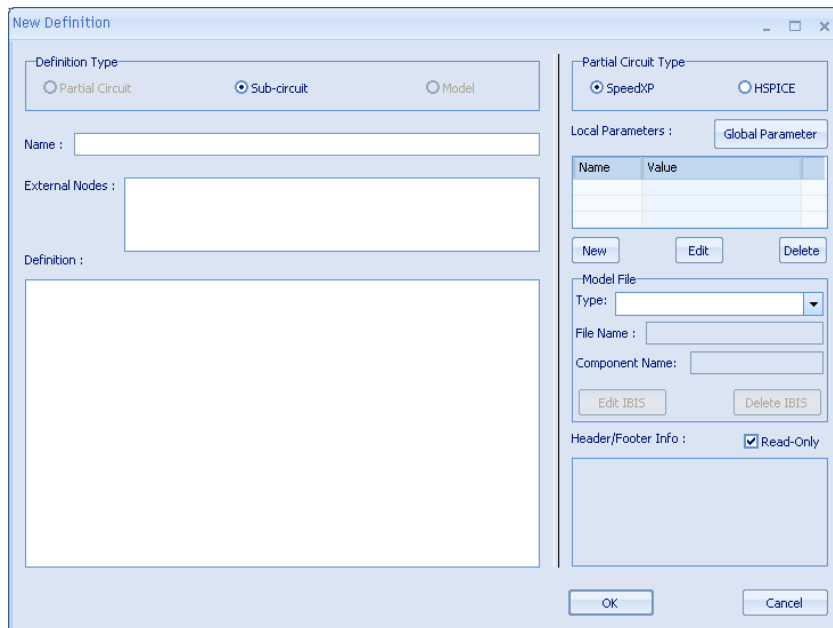 New Definition
Definition Type
Partial Circuit Sub-circuit Model
Name :
External Nodes :
Definition :
Partial Circuit Type
SpeedXP HSPICE
Local Parameters : Global Parameter
Name Value
New Edit Delete
Model File
Type:
File Name :
Component Name:
Edit IBIS Delete IBIS
Header/Footer Info : Read-Only
OK Cancel